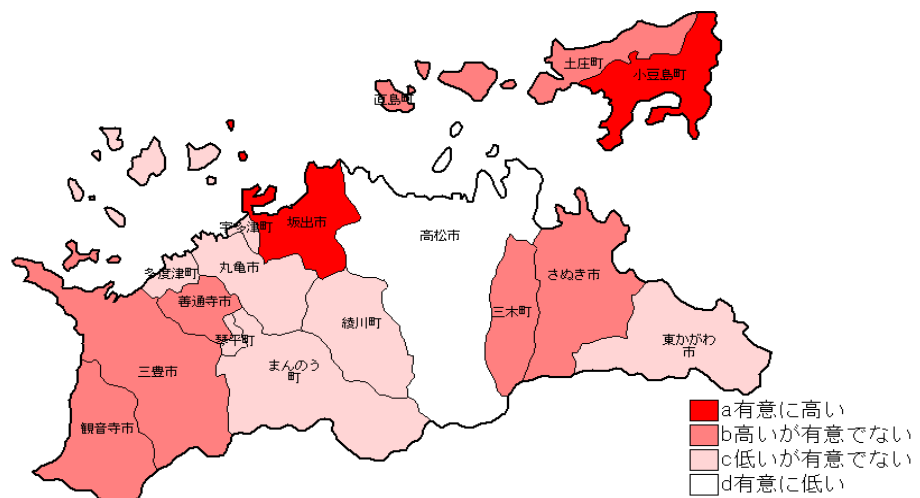 土庄町
小豆島町
直島町
宇多津町
坂出市
高松市
多度津町
丸亀市
さぬき市
善通寺市
三木町
綾川町
琴平町
東かがわ
市
三豊市
まんのう
町
観音寺市
a有意に高い
b高いが有意でない
c低いが有意でない
d有意に低い